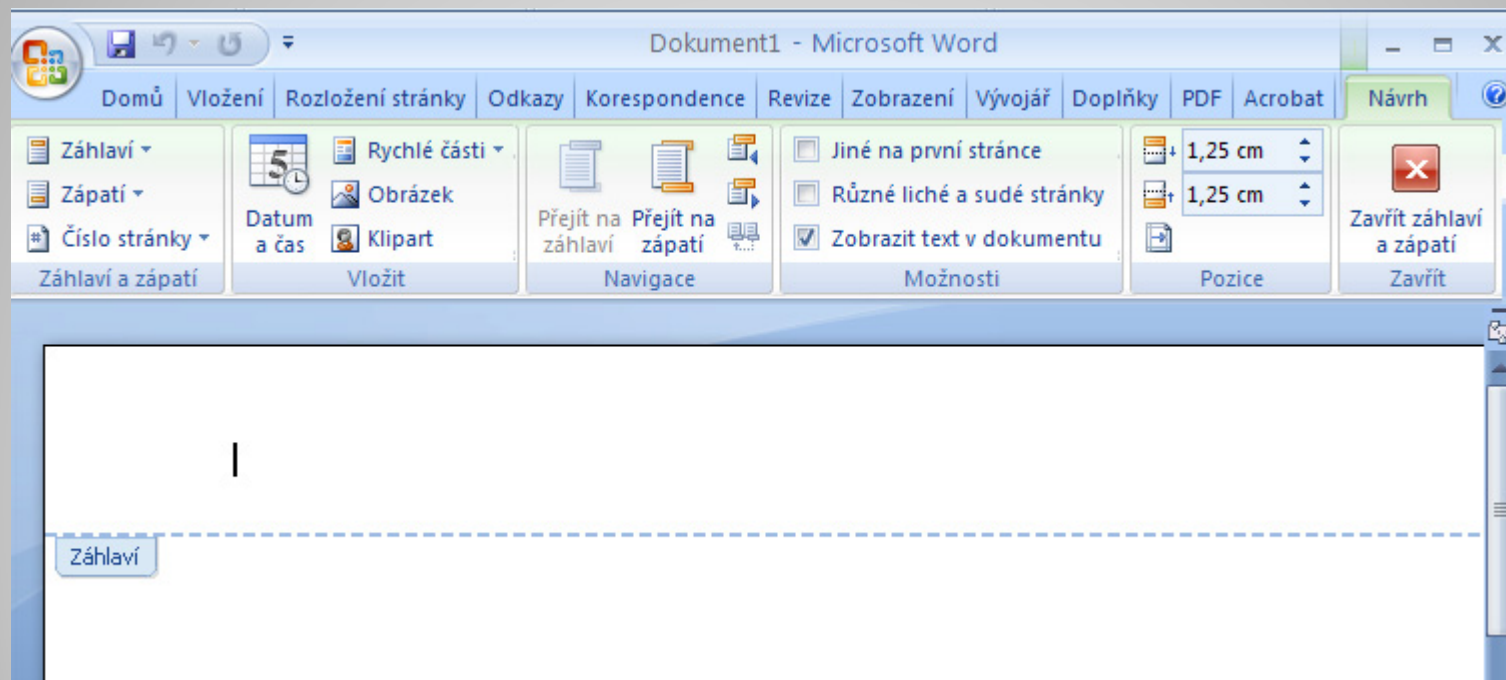 Dokument1 - Microsoft Word
Domů Vložení Rozložení stránky Odkazy Korespondence Revize Zobrazení Vývojář Doplňky PDF Acrobat Návrh
Záhlaví
Zápatí
Číslo stránky
Záhlaví a zápatí
5
Datum
a čas
Rychlé části
Obrázek
Klipart
Vložit
Přejít na
záhlaví
Přejít na
zápatí
Navigace
Jiné na první stránce
Různé liché a sudé stránky
Zobrazit text v dokumentu
Možnosti
1,25 cm
1,25 cm
Pozice
Zavřít záhlaví
a zápatí
Zavřít
Záhlaví